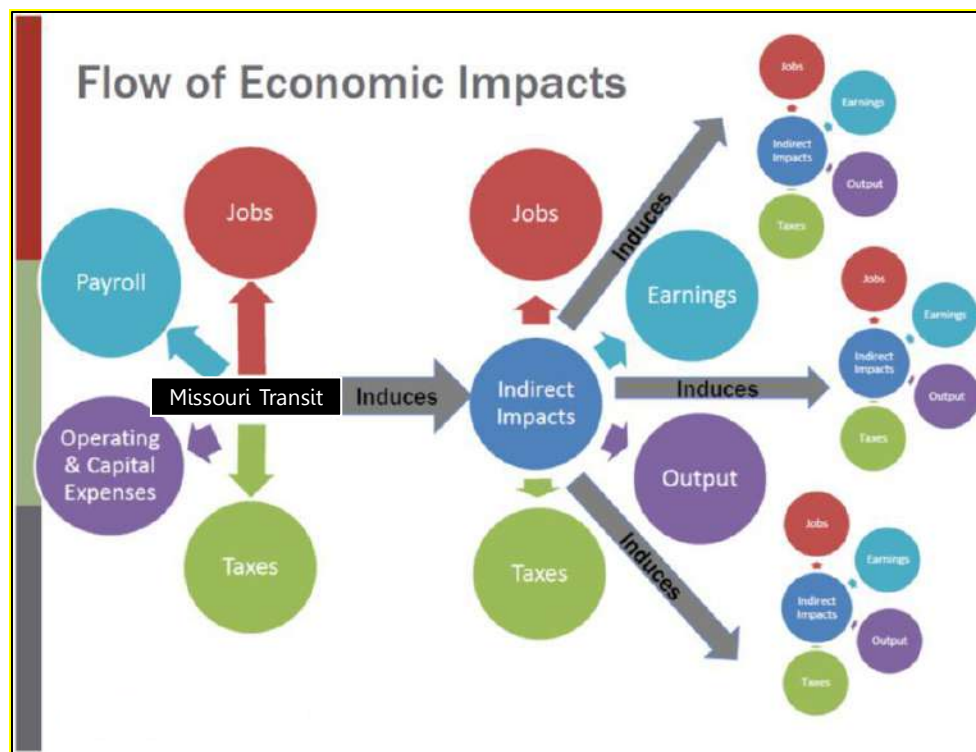 Flow of Economic Impacts
Jobs
Payroll
Missouri Transit
Operating
& Capital
Expenses
Taxes
Induces
Jobs
Earnings
Indirect
Impacts
Output
Taxes
Induces
Jobs
Earnings
Indirect
Impacts
Output
Taxes
Induces
Jobs
Earnings
Indirect
Impacts
Output
Taxes
Induces
Jobs
Earnings
Indirect
Impacts
Output
Taxes